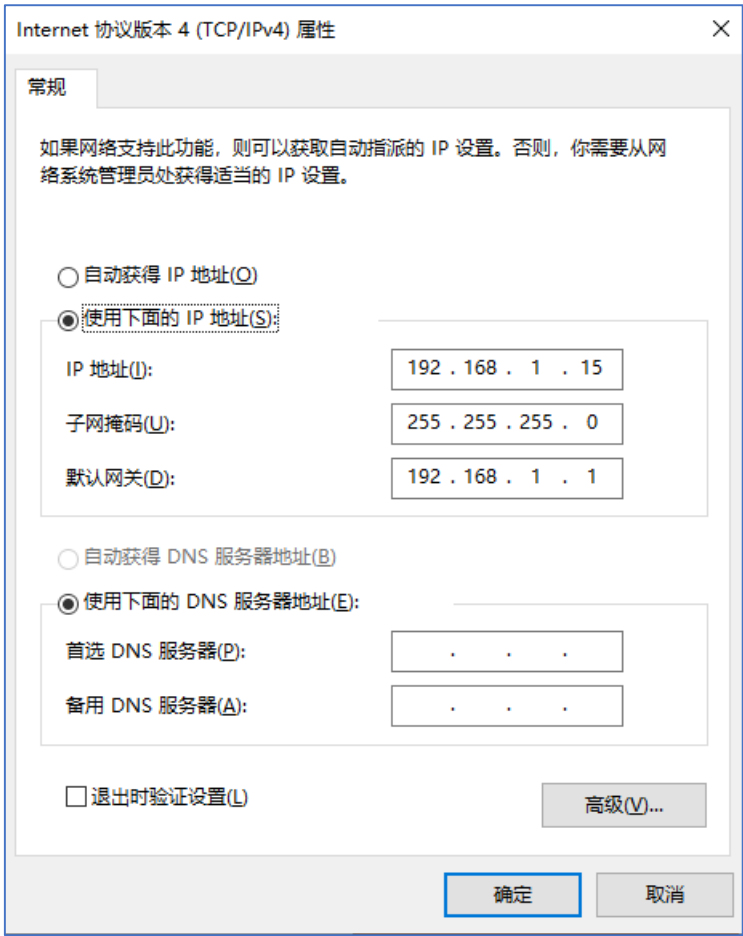 Internet 协议版本 4 (TCP/IPv4) 属性
常规
如果网络支持此功能，则可以获取自动指派的 IP 设置。否则，你需要从网
络系统管理员处获得适当的 IP 设置。
自动获得 IP 地址(O)
使用下面的 IP 地址(S):
IP 地址(I): 192 . 168 . 1 . 15
子网掩码(U): 255 . 255 . 255 . 0
默认网关(D): 192 . 168 . 1 . 1
自动获得 DNS 服务器地址(B)
使用下面的 DNS 服务器地址(E):
首选 DNS 服务器(P): . . .
备用 DNS 服务器(A): . . .
退出时验证设置(L)
高级(V)...
确定 取消